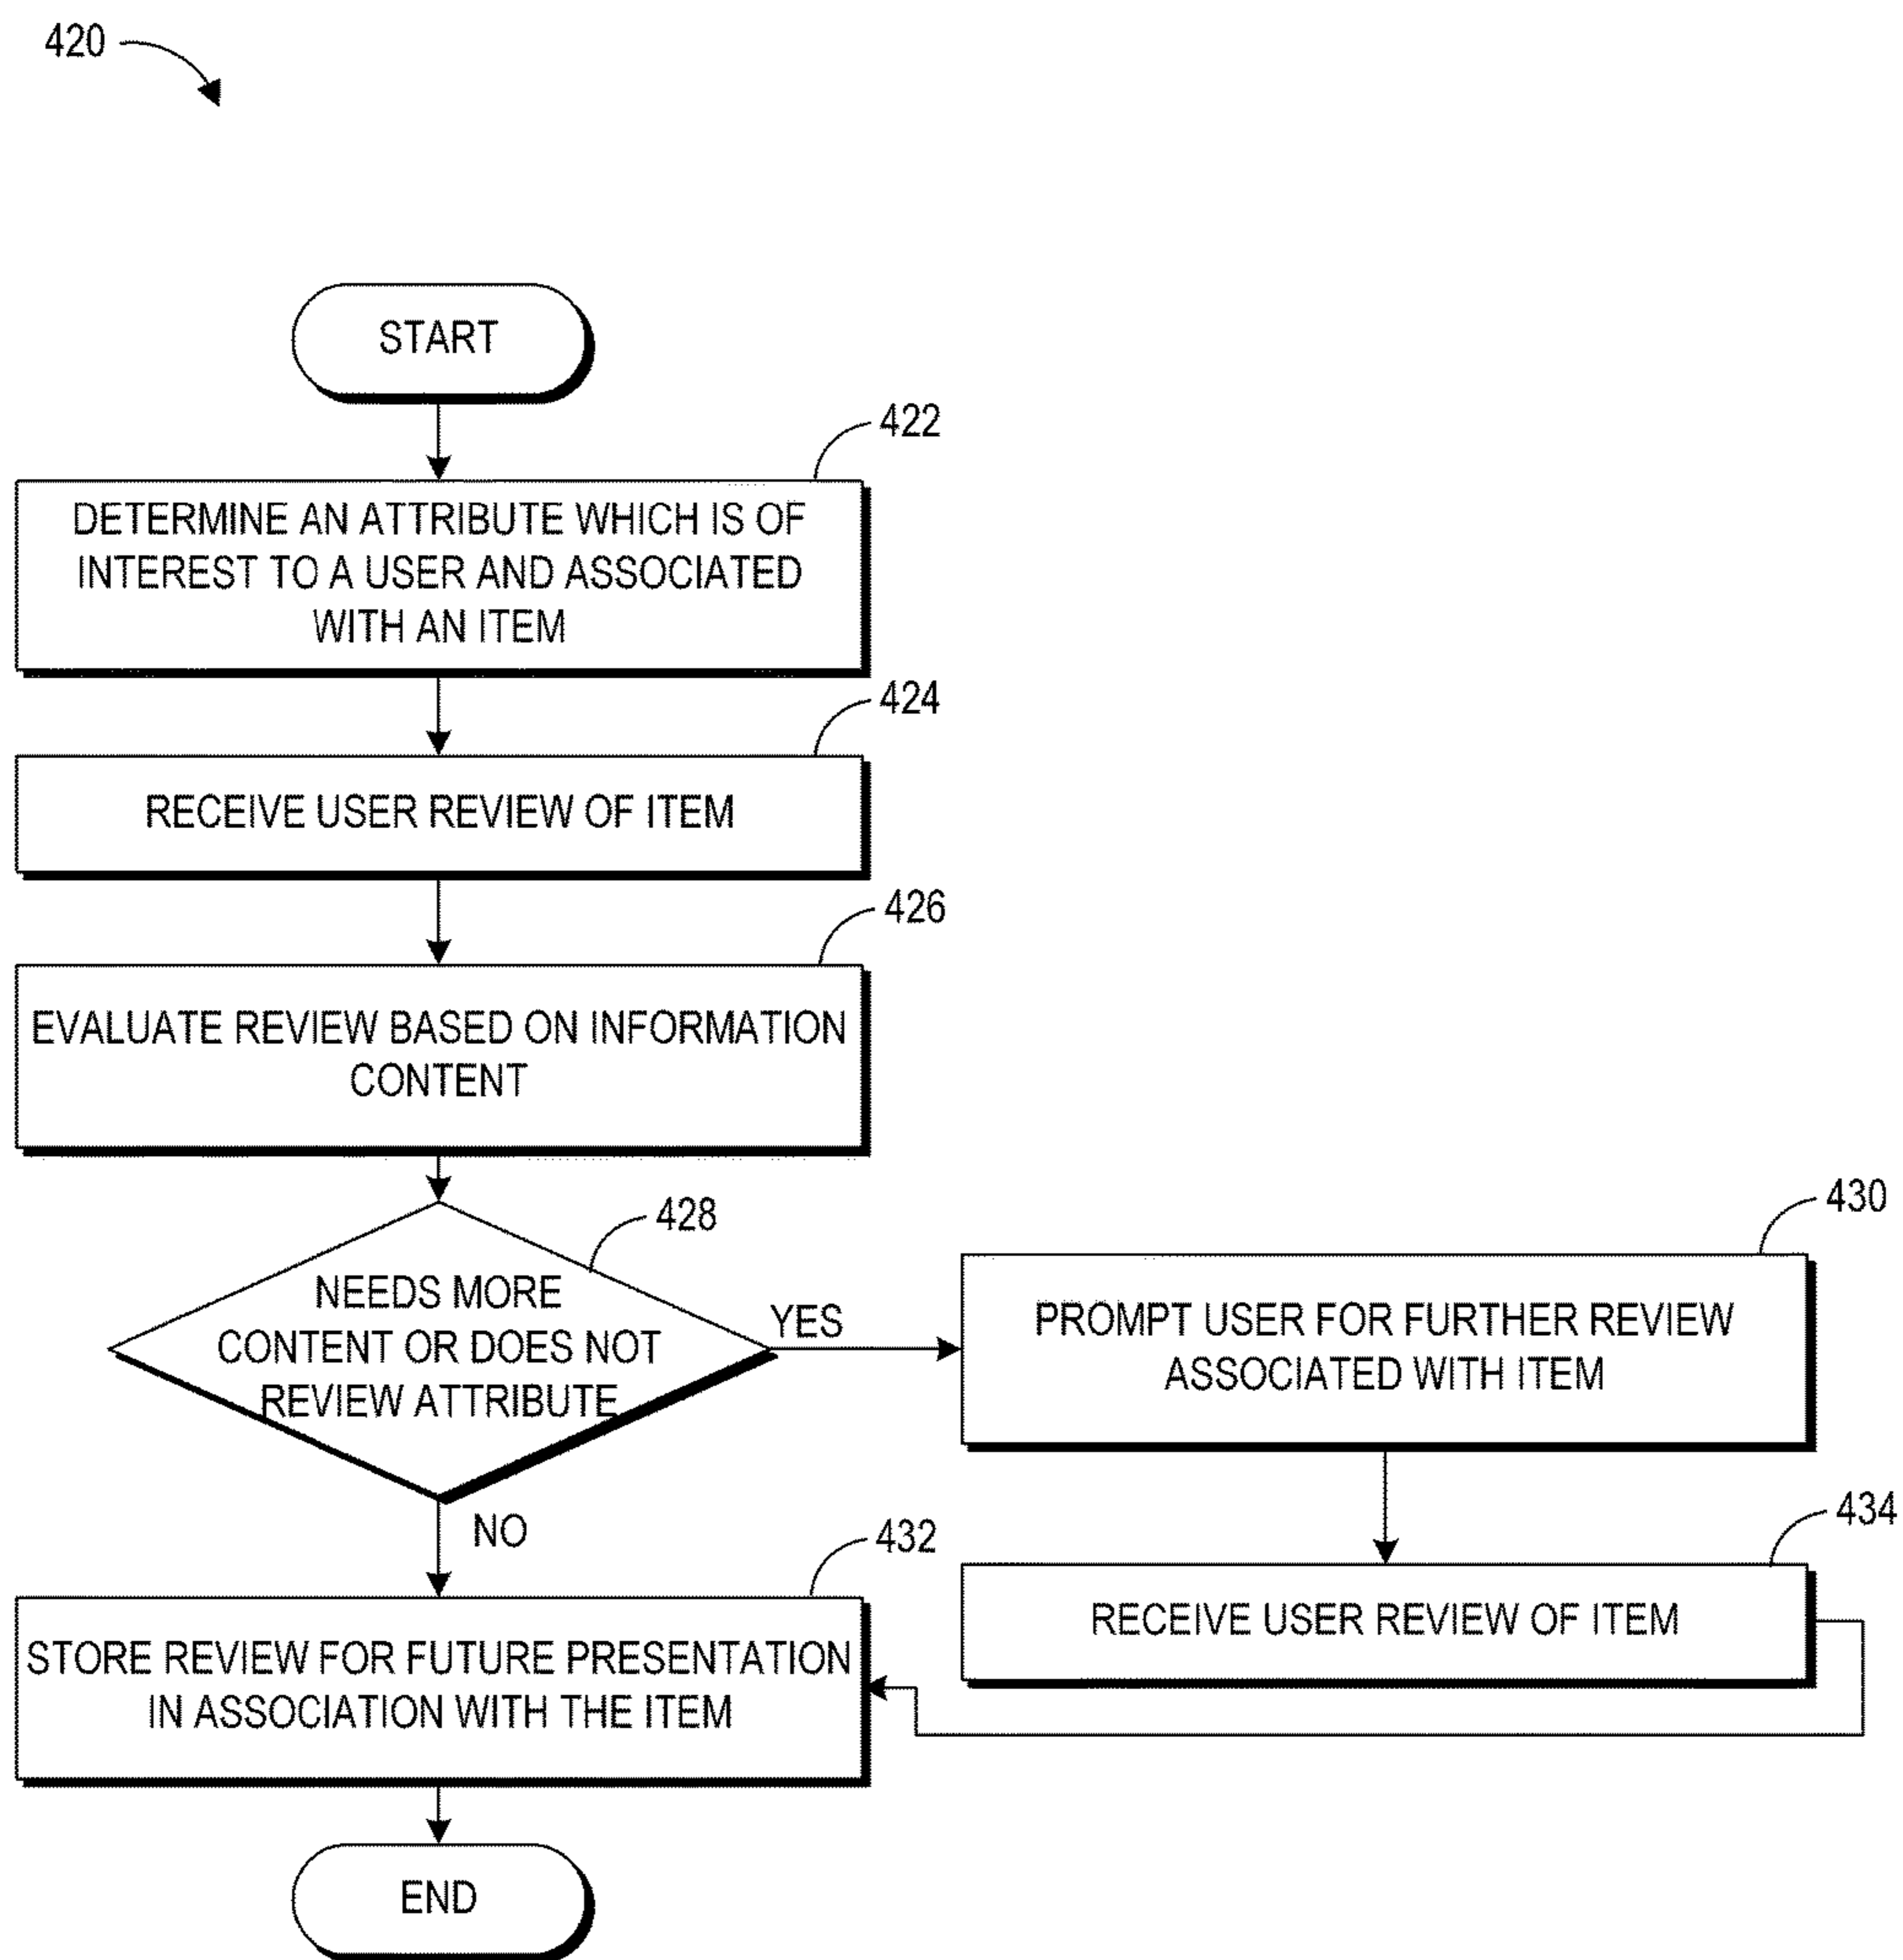 420
START
422
DETERMINE AN ATTRIBUTE WHICH IS OF
INTEREST TO A USER AND ASSOCIATED
WITH AN ITEM
424
RECEIVE USER REVIEW OF ITEM
426
EVALUATE REVIEW BASED ON INFORMATION
CONTENT
428
NEEDS MORE
CONTENT OR DOES NOT
REVIEW ATTRIBUTE
YES
430
PROMPT USER FOR FURTHER REVIEW
ASSOCIATED WITH ITEM
NO
432
STORE REVIEW FOR FUTURE PRESENTATION
IN ASSOCIATION WITH THE ITEM
434
RECEIVE USER REVIEW OF ITEM
END